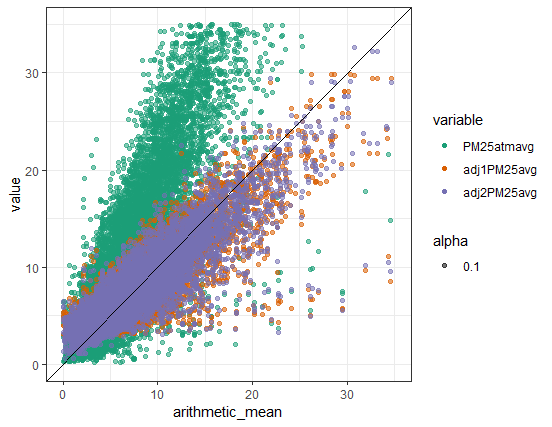 30
20
10
0
value
0
10
20
30
arithmetic_mean
variable
PM25atmavg
adj1PM25avg
adj2PM25avg
alpha
0.1